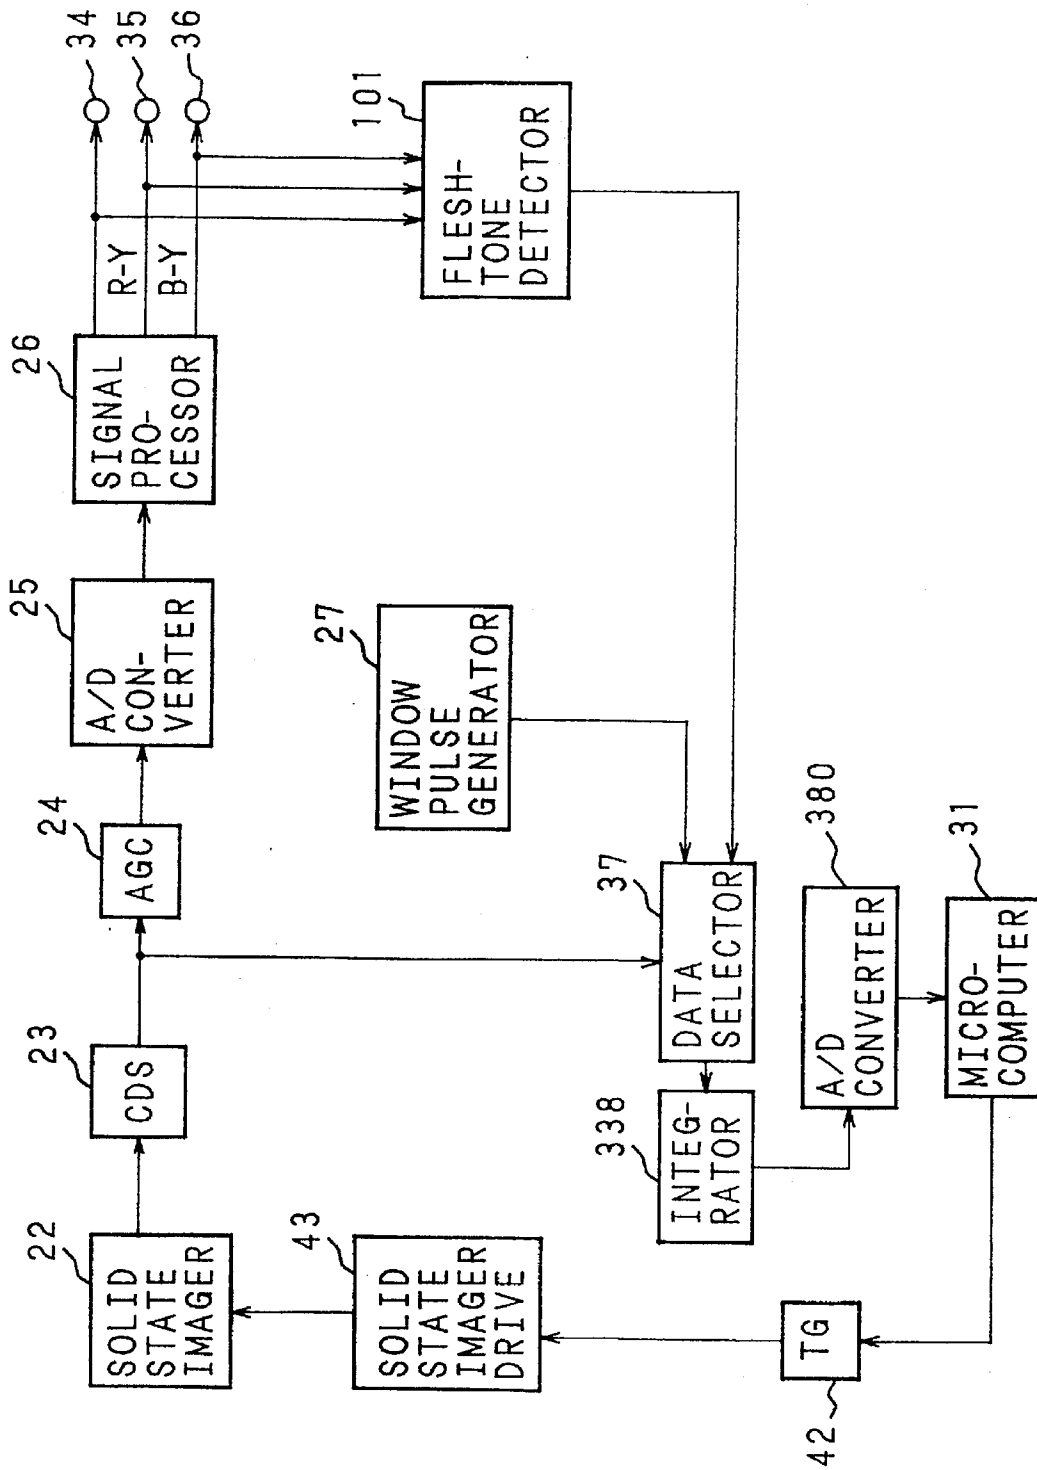 22
SOLID
STATE
IMAGER
23
CDS
24
AGC
25
A/D
CON-
VERTER
26
SIGNAL
PRO-
CESSOR
R-Y
B-Y
34
35
36
43
SOLID
STATE
IMAGER
DRIVE
27
WINDOW
PULSE
GENERATOR
101
FLESH-
TONE
DETECTOR
338
INTEG-
RATOR
37
DATA
SELECTOR
42
TG
380
A/D
CONVERTER
31
MICRO-
COMPUTER